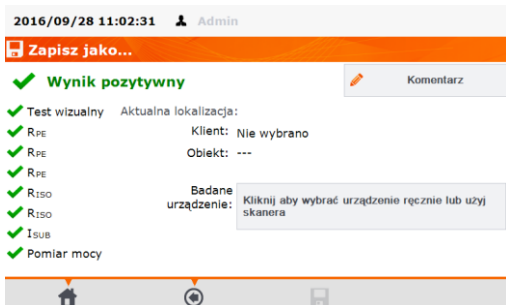 2016/09/28 11:02:31 Admin
Zapisz jako...
Wynik pozytywny
Komentarz
Test wizualny
RPE
RPE
RPE
RISO
RISO
ISUB
Pomiar mocy
Aktualna lokalizacja:
Klient: Nie wybrano
Obiekt: ---
Badane
urządzenie:
Kliknij aby wybrać urządzenie ręcznie lub użyj
skanera